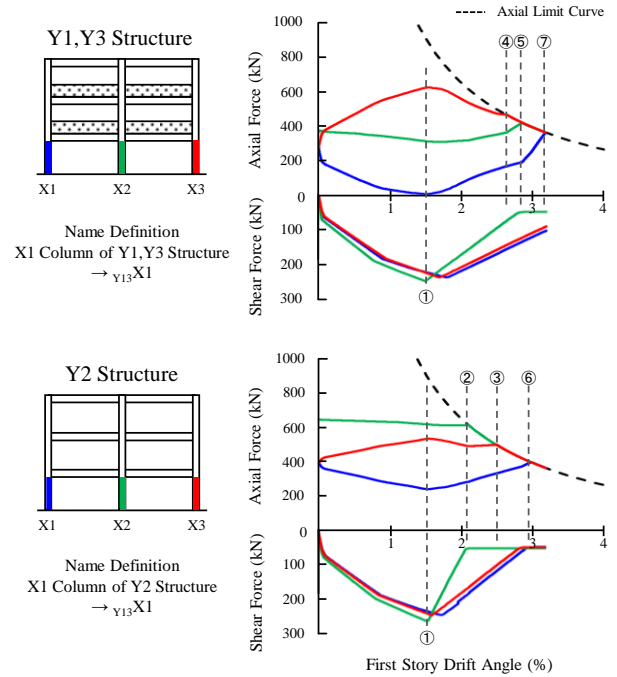 Axial Limit Curve
Y1,Y3 Structure
X1 X2 X3
Name Definition
X1 Column of Y1,Y3 Structure
→ Y13X1
Axial Force (kN)
1000
800
600
400
200
0
④ ⑤ ⑦
1 2 3 4
Shear Force (kN)
100
200
300
①
Y2 Structure
X1 X2 X3
Name Definition
X1 Column of Y2 Structure
→ Y13X1
Axial Force (kN)
1000
800
600
400
200
0
② ③ ⑥
1 2 3 4
Shear Force (kN)
100
200
300
①
First Story Drift Angle (%)